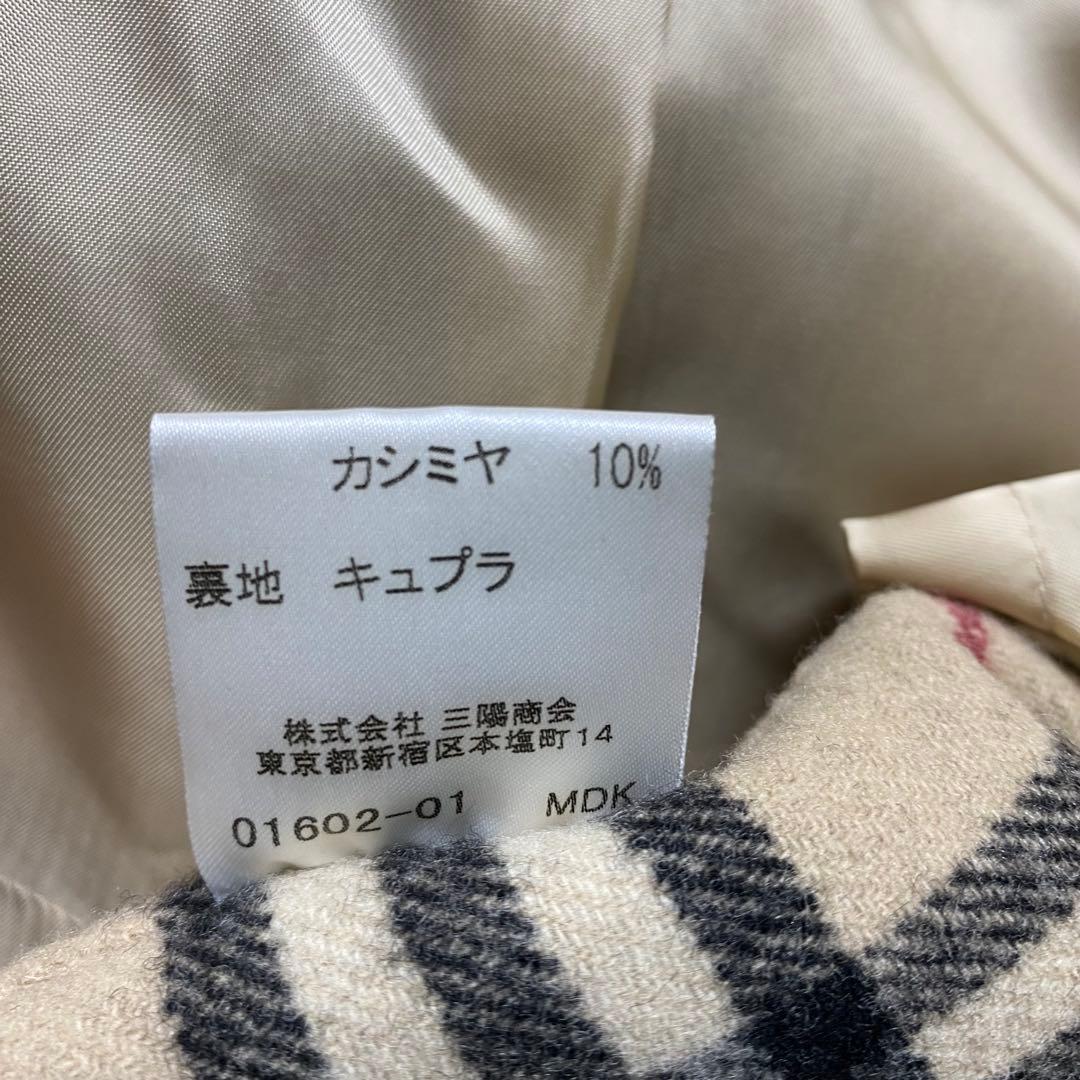 カシミヤ 10%
裏地 キュプラ
株式会社 三陽商会
東京都新宿区本塩町14
01602-01 MDK